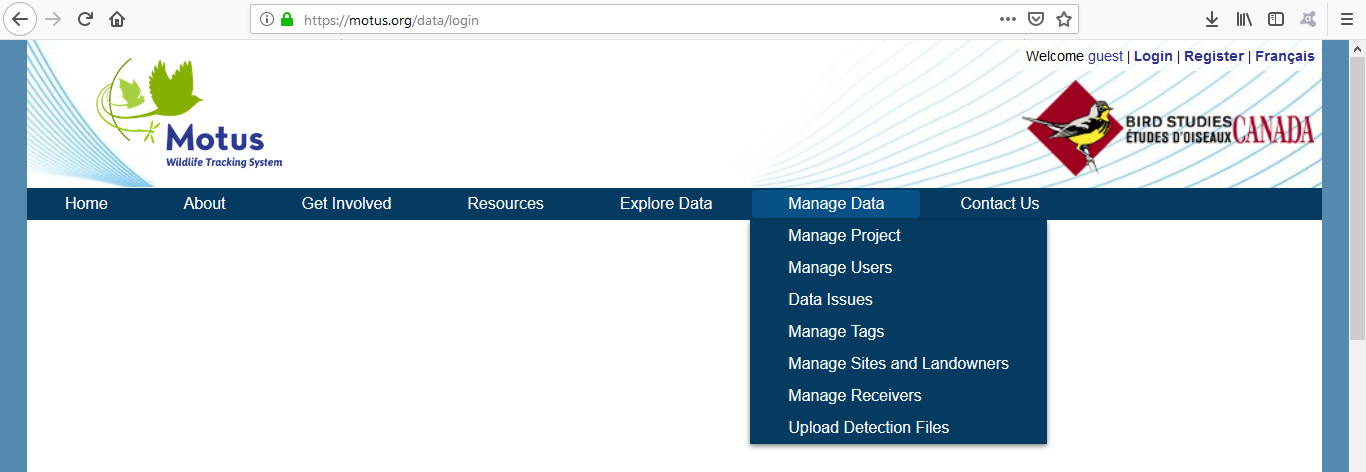 https://motus.org/data/login
Welcome guest | Login | Register | Français
Motus
Wildlife Tracking System
BIRD STUDIES
ÉTUDES D'OISEAUX
CANADA
Home About Get Involved Resources Explore Data Manage Data Contact Us
Manage Project
Manage Users
Data Issues
Manage Tags
Manage Sites and Landowners
Manage Receivers
Upload Detection Files